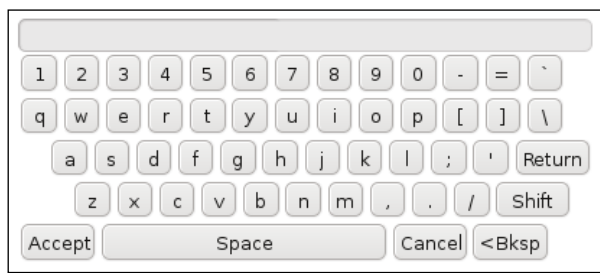 1 2 3 4 5 6 7 8 9 0 - = `
q w e r t y u i o p [ ] \
a s d f g h j k l ; ' Return
z x c v b n m , . / Shift
Accept Space Cancel <Bksp